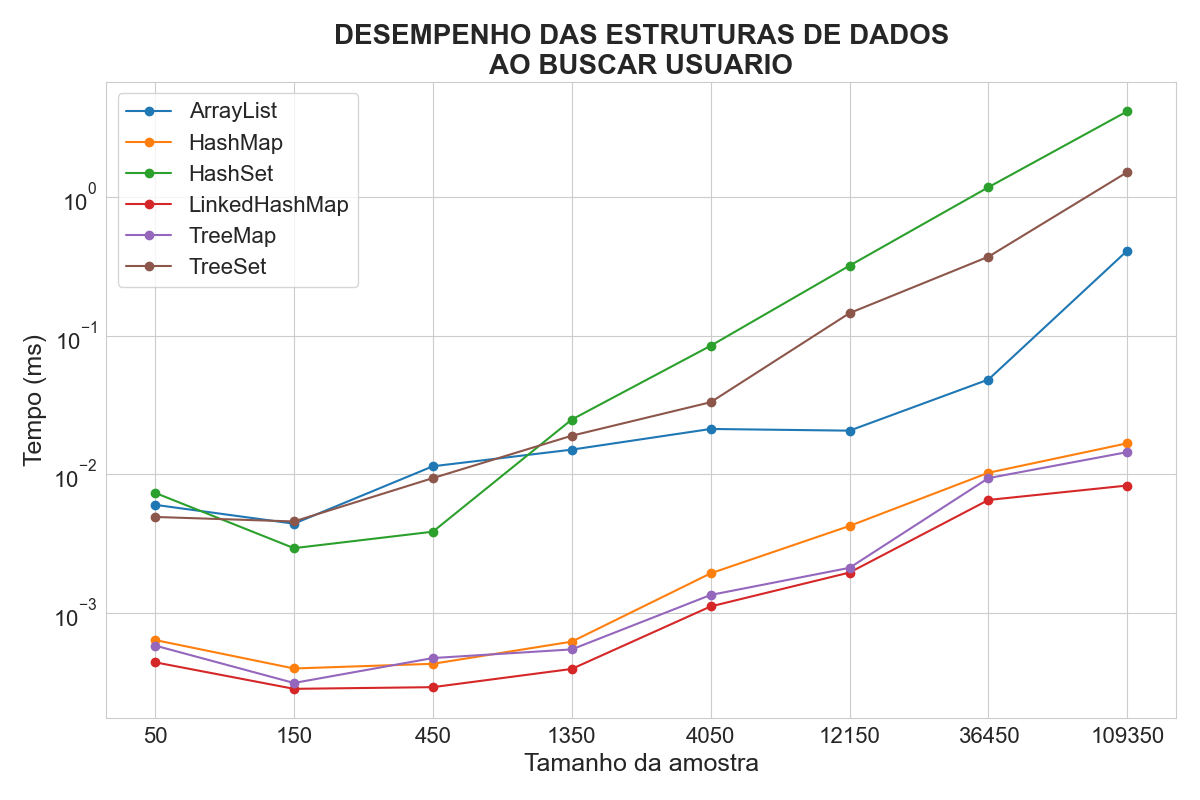 DESEMPENHO DAS ESTRUTURAS DE DADOS
AO BUSCAR USUARIO
ArrayList
HashMap
HashSet
LinkedHashMap
TreeMap
TreeSet
Tempo (ms)
10^0
10^−1
10^−2
10^−3
50 150 450 1350 4050 12150 36450 109350
Tamanho da amostra